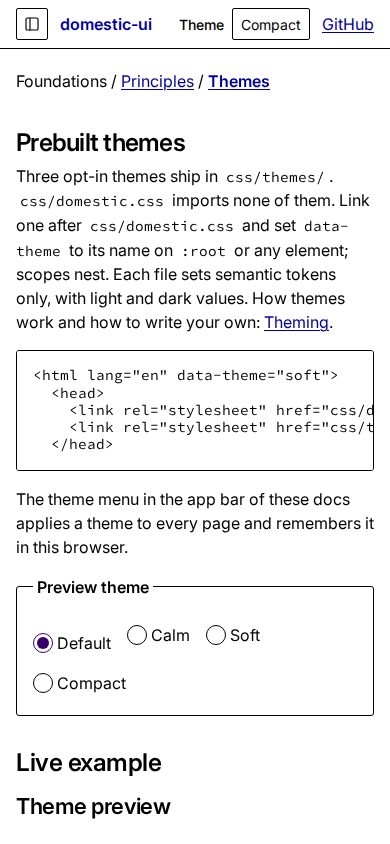 domestic-ui Theme Compact GitHub
Foundations / Principles / Themes
Prebuilt themes
Three opt-in themes ship in css/themes/.
css/domestic.css imports none of them. Link
one after css/domestic.css and set data-
theme to its name on :root or any element;
scopes nest. Each file sets semantic tokens
only, with light and dark values. How themes
work and how to write your own: Theming.
<html lang="en" data-theme="soft">
<head>
<link rel="stylesheet" href="css/d
<link rel="stylesheet" href="css/t
</head>
The theme menu in the app bar of these docs
applies a theme to every page and remembers it
in this browser.
Preview theme
Default Calm Soft
Compact
Live example
Theme preview